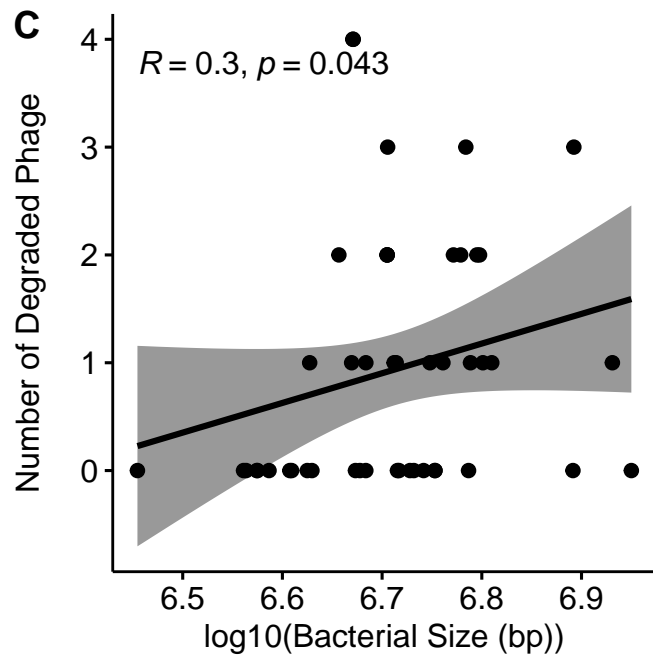 C
R = 0.3, p = 0.043
Number of Degraded Phage
4
3
2
1
0
6.5 6.6 6.7 6.8 6.9
log10(Bacterial Size (bp))